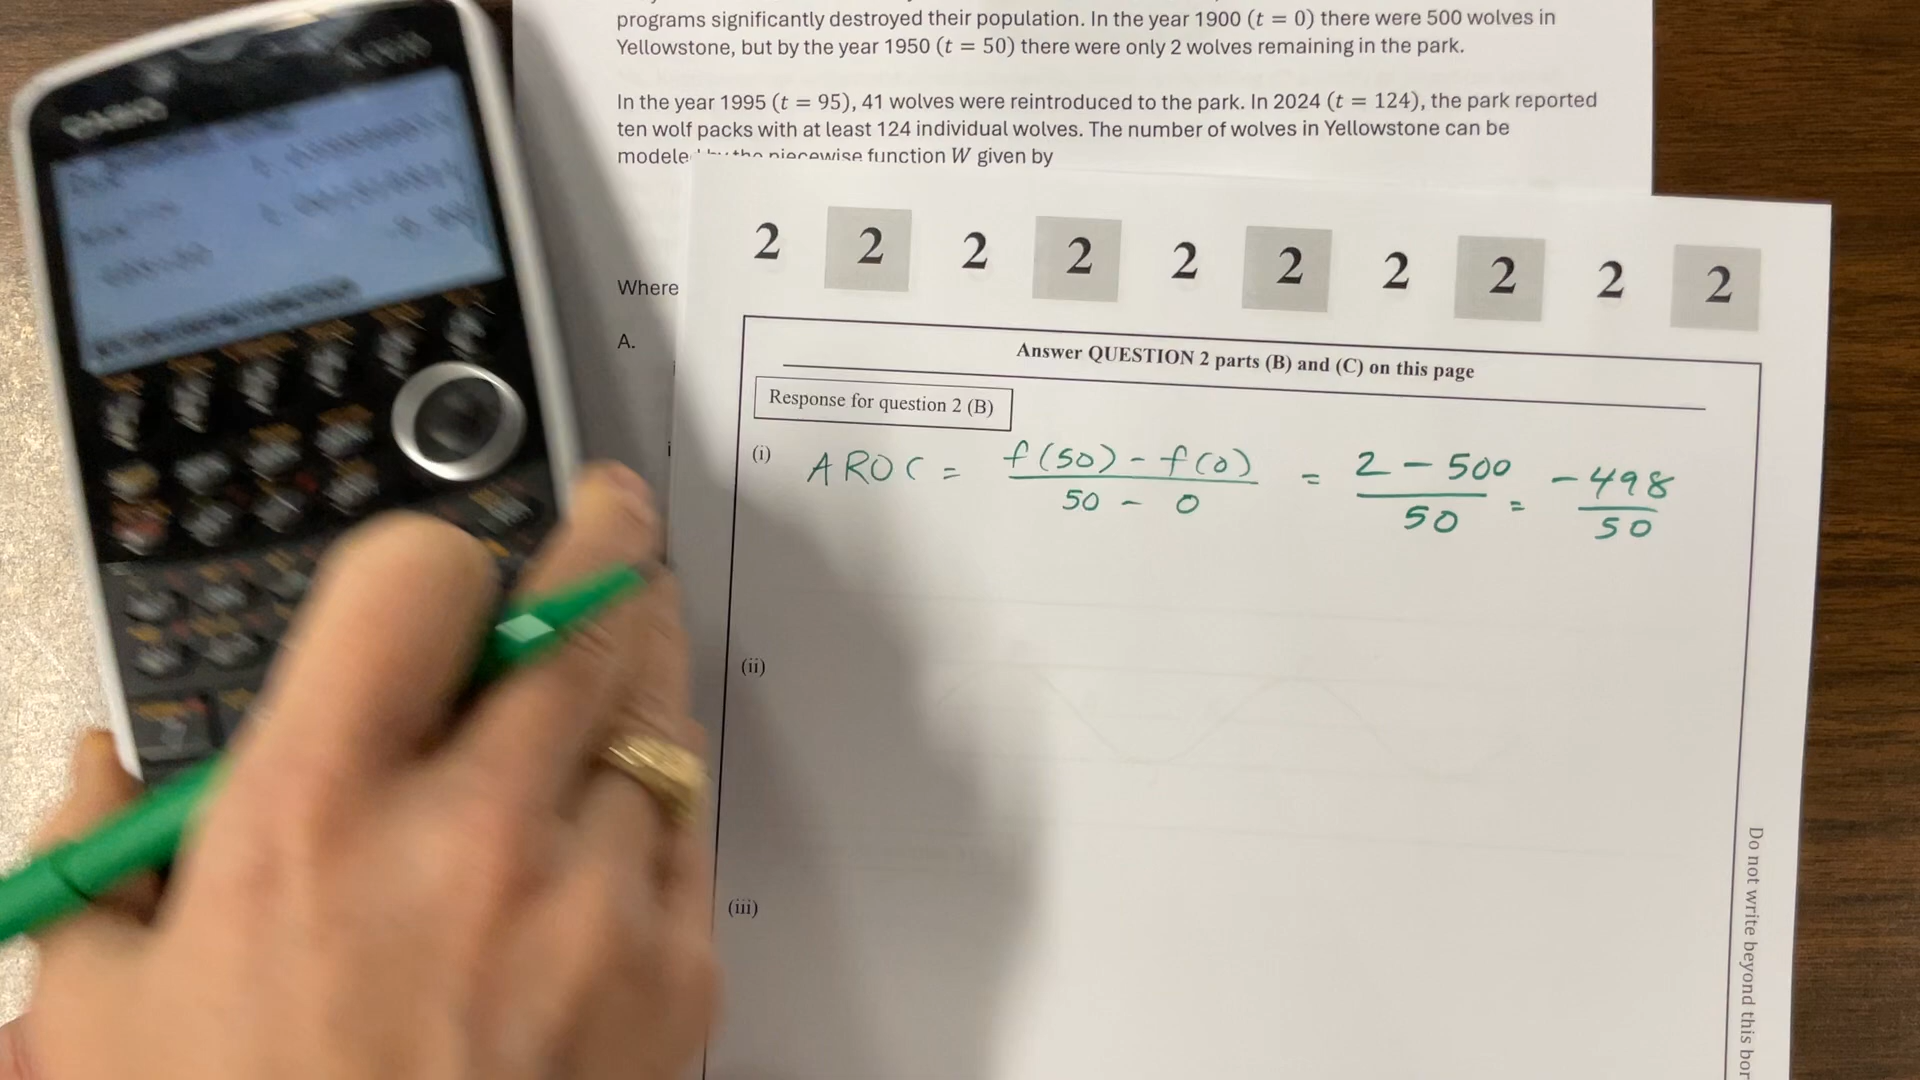 programs significantly destroyed their population. In the year 1900 (t = 0) there were 500 wolves in
Yellowstone, but by the year 1950 (t = 50) there were only 2 wolves remaining in the park.
In the year 1995 (t = 95), 41 wolves were reintroduced to the park. In 2024 (t = 124), the park reported
ten wolf packs with at least 124 individual wolves. The number of wolves in Yellowstone can be
modele by the piecewise function W given by
Where
A.
i
2 2 2 2 2 2 2 2 2 2
Answer QUESTION 2 parts (B) and (C) on this page
Response for question 2 (B)
(i) AROC = f(50) - f(0) / 50 - 0 = 2 - 500 / 50 = -498 / 50
(ii)
(iii)
Do not write beyond this bor
CASIO